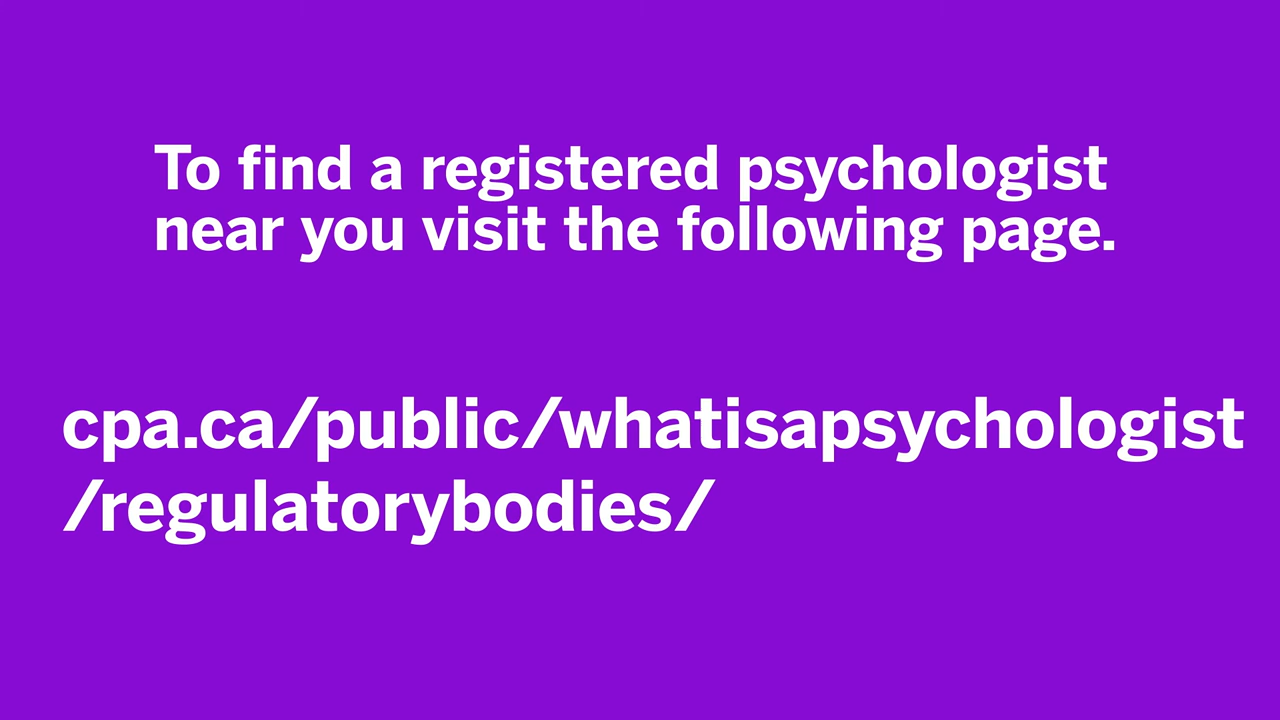 To find a registered psychologist
near you visit the following page.
cpa.ca/public/whatisapsychologist
/regulatorybodies/